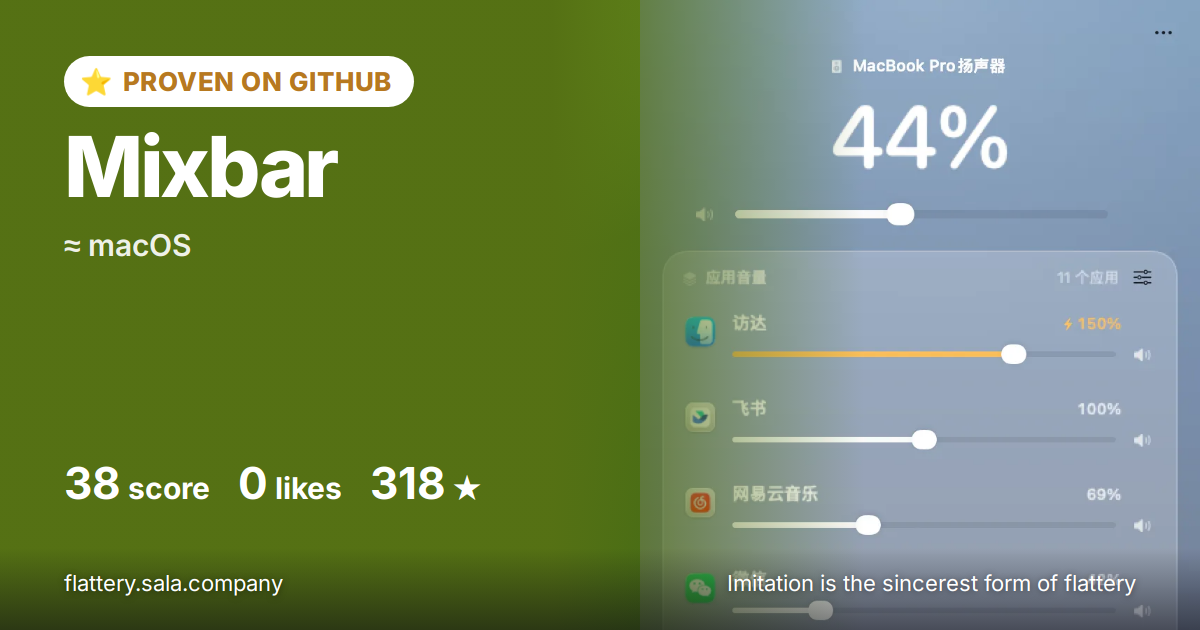 ⭐ PROVEN ON GITHUB
Mixbar
≈ macOS
38 score 0 likes 318 ★
flattery.sala.company
MacBook Pro扬声器
44%
应用音量 11 个应用
访达 150%
飞书 100%
网易云音乐 69%
Imitation is the sincerest form of flattery